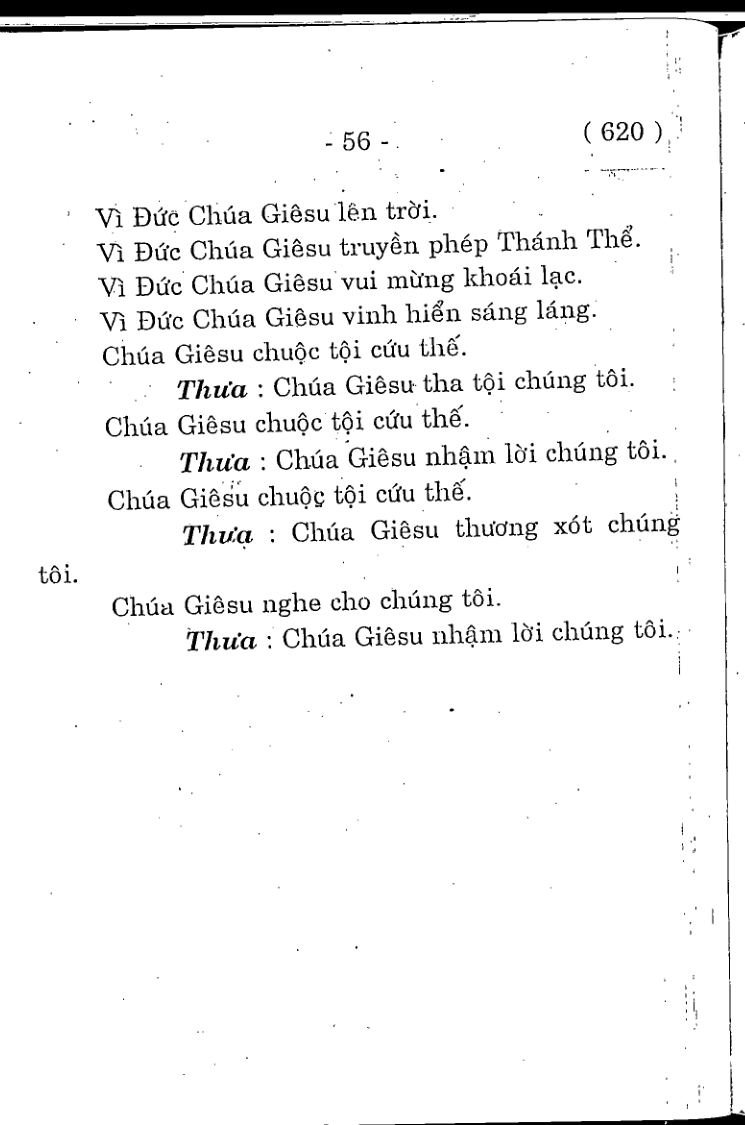 - 56 -
( 620 )
Vì Đức Chúa Giêsu lên trời.
Vì Đức Chúa Giêsu truyền phép Thánh Thể.
Vì Đức Chúa Giêsu vui mừng khoái lạc.
Vì Đức Chúa Giêsu vinh hiển sáng láng.
Chúa Giêsu chuộc tội cứu thế.
Thưa : Chúa Giêsu tha tội chúng tôi.
Chúa Giêsu chuộc tội cứu thế.
Thưa : Chúa Giêsu nhậm lời chúng tôi.
Chúa Giêsu chuộc tội cứu thế.
Thưa : Chúa Giêsu thương xót chúng
tôi.
Chúa Giêsu nghe cho chúng tôi.
Thưa : Chúa Giêsu nhậm lời chúng tôi.